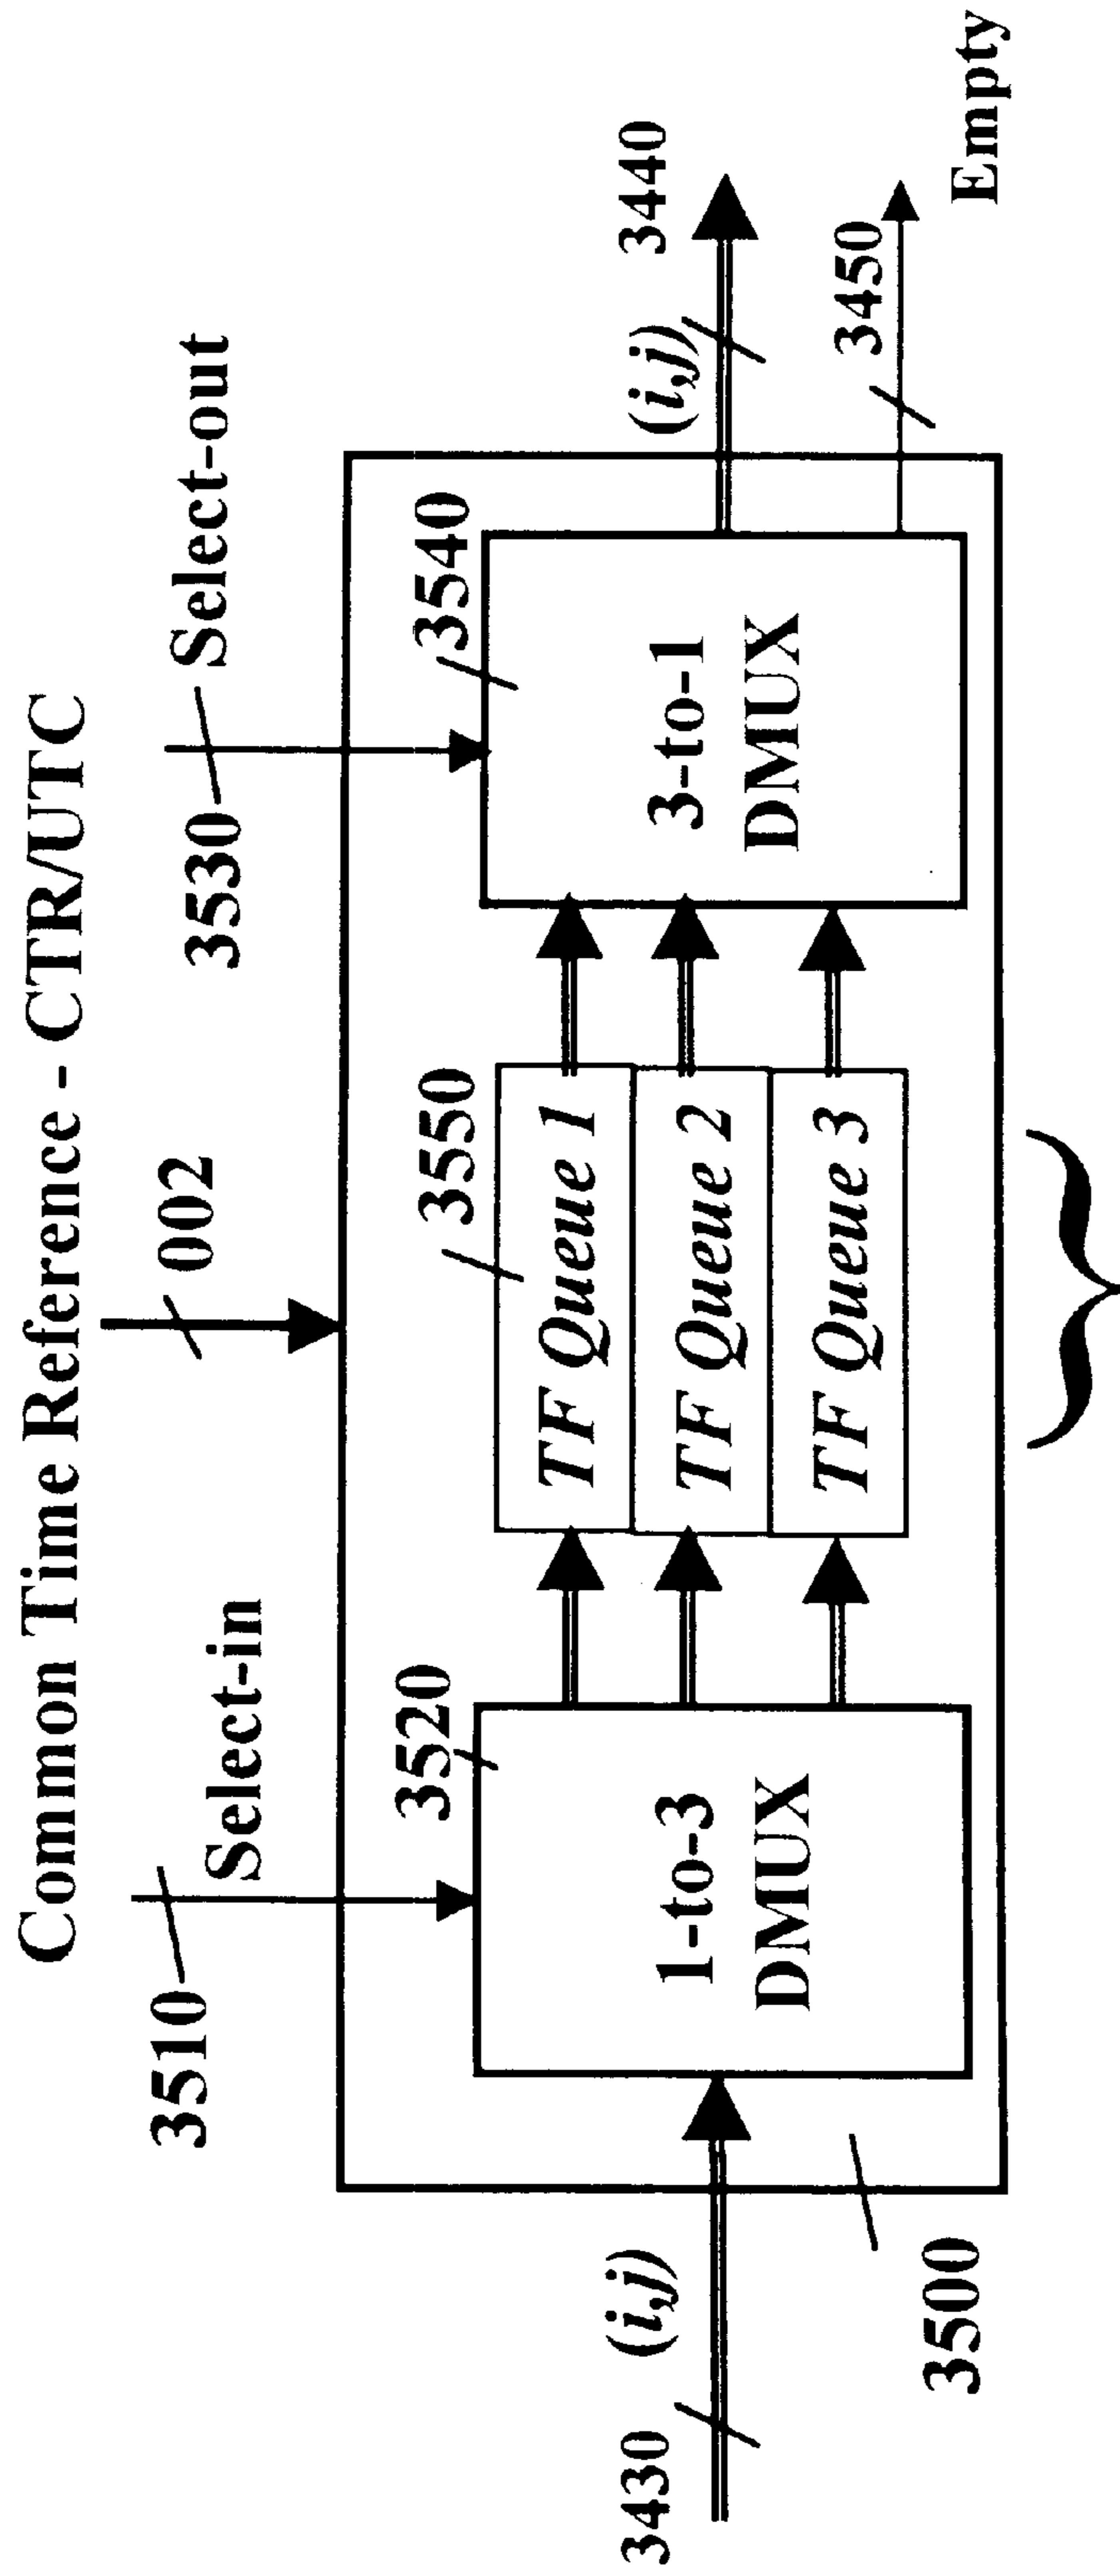 Common Time Reference - CTR/UTC
002
3510
Select-in
3530
Select-out
3520
3550
3540
3430
(i,j)
1-to-3
DMUX
TF Queue 1
TF Queue 2
TF Queue 3
3-to-1
DMUX
(i,j)
3440
3450
Empty
3500